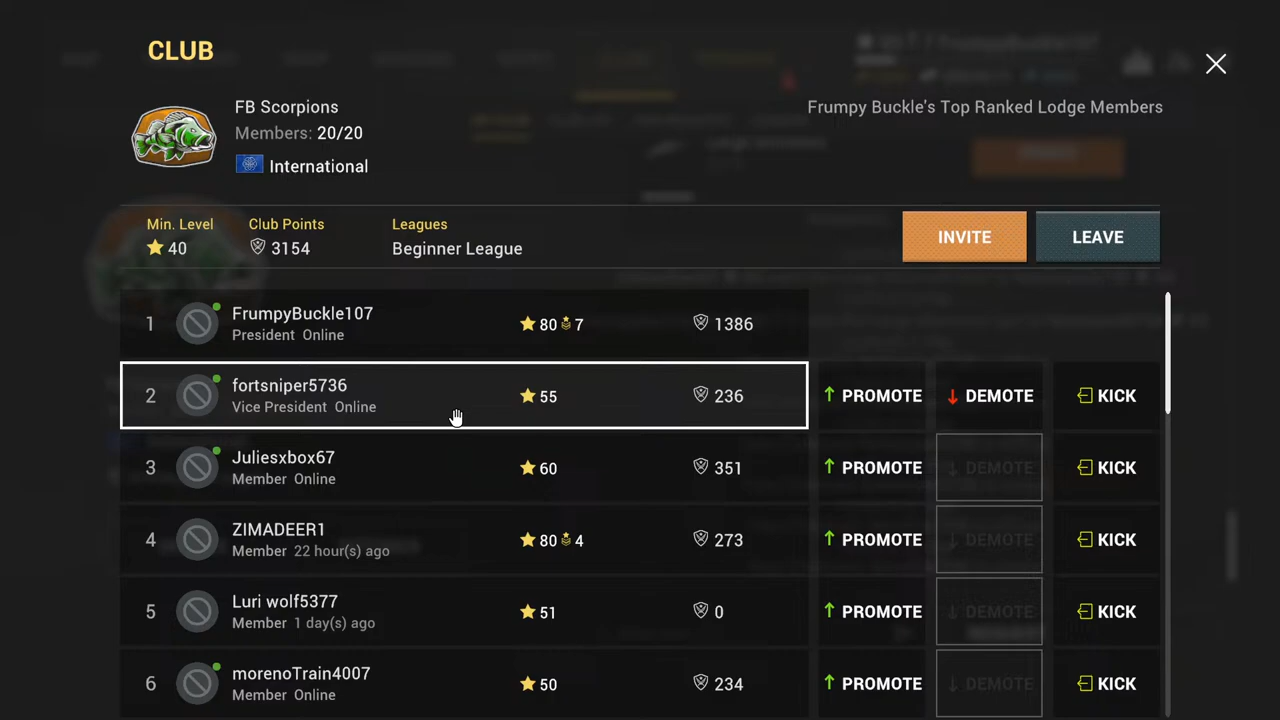 CLUB
FB Scorpions
Members: 20/20
International
Frumpy Buckle's Top Ranked Lodge Members
Min. Level
40
Club Points
3154
Leagues
Beginner League
INVITE
LEAVE
1
FrumpyBuckle107
President Online
80 7
1386
2
fortsniper5736
Vice President Online
55
236
PROMOTE
DEMOTE
KICK
3
Juliesxbox67
Member Online
60
351
PROMOTE
DEMOTE
KICK
4
ZIMADEER1
Member 22 hour(s) ago
80 4
273
PROMOTE
DEMOTE
KICK
5
Luri wolf5377
Member 1 day(s) ago
51
0
PROMOTE
DEMOTE
KICK
6
morenoTrain4007
Member Online
50
234
PROMOTE
DEMOTE
KICK